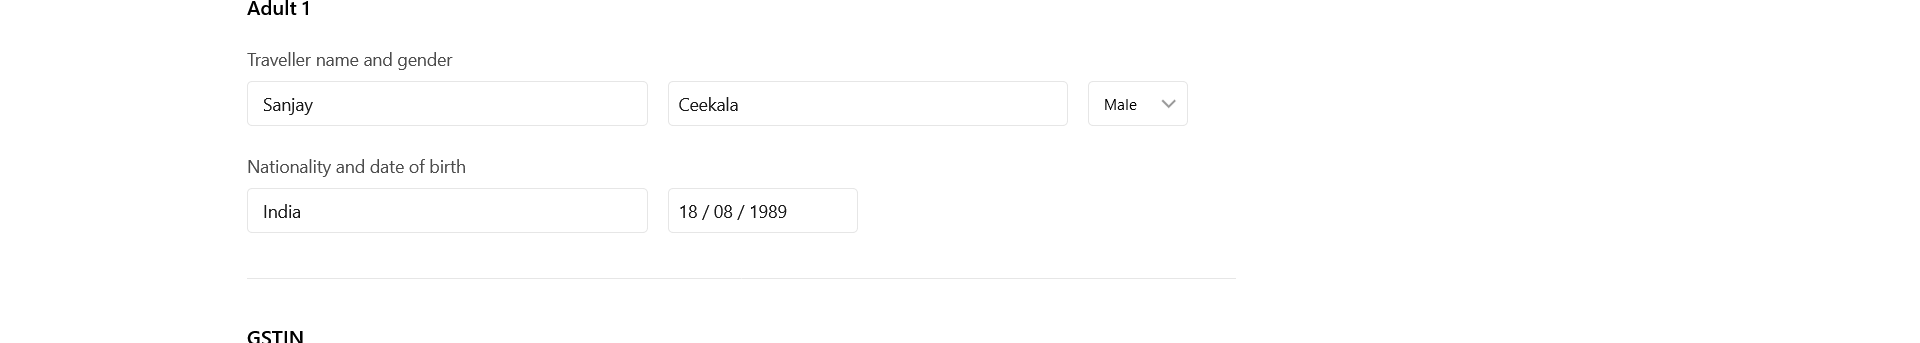 Adult 1
Traveller name and gender
Sanjay Ceekala Male
Nationality and date of birth
India 18 / 08 / 1989
GSTIN